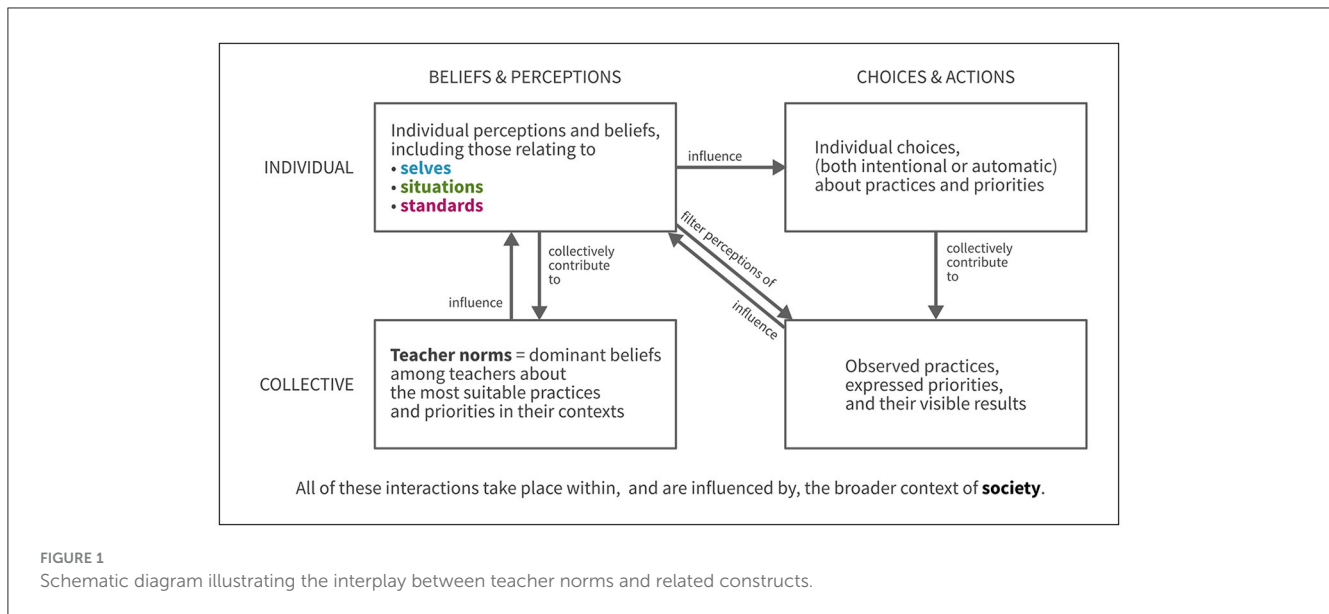 BELIEFS & PERCEPTIONS
CHOICES & ACTIONS
INDIVIDUAL
Individual perceptions and beliefs,
including those relating to
• selves
• situations
• standards
influence
Individual choices,
(both intentional or automatic)
about practices and priorities
collectively
contribute
to
influence
filter perceptions of
influence
collectively
contribute
to
COLLECTIVE
Teacher norms = dominant beliefs
among teachers about
the most suitable practices
and priorities in their contexts
Observed practices,
expressed priorities,
and their visible results
All of these interactions take place within, and are influenced by, the broader context of society.
FIGURE 1
Schematic diagram illustrating the interplay between teacher norms and related constructs.